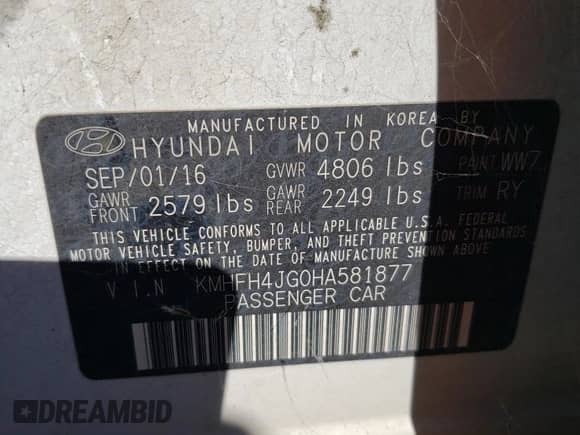 MANUFACTURED IN KOREA BY
HYUNDAI MOTOR COMPANY
SEP/01/16 GVWR 4806 lbs PAINT WW7
GAWR FRONT 2579 lbs GAWR REAR 2249 lbs TRIM RY
THIS VEHICLE CONFORMS TO ALL APPLICABLE U.S.A. FEDERAL
MOTOR VEHICLE SAFETY, BUMPER, AND THEFT PREVENTION STANDARDS
IN EFFECT ON THE DATE OF MANUFACTURE SHOWN ABOVE
V I N KMHFH4JG0HA581877
PASSENGER CAR
DREAMBID